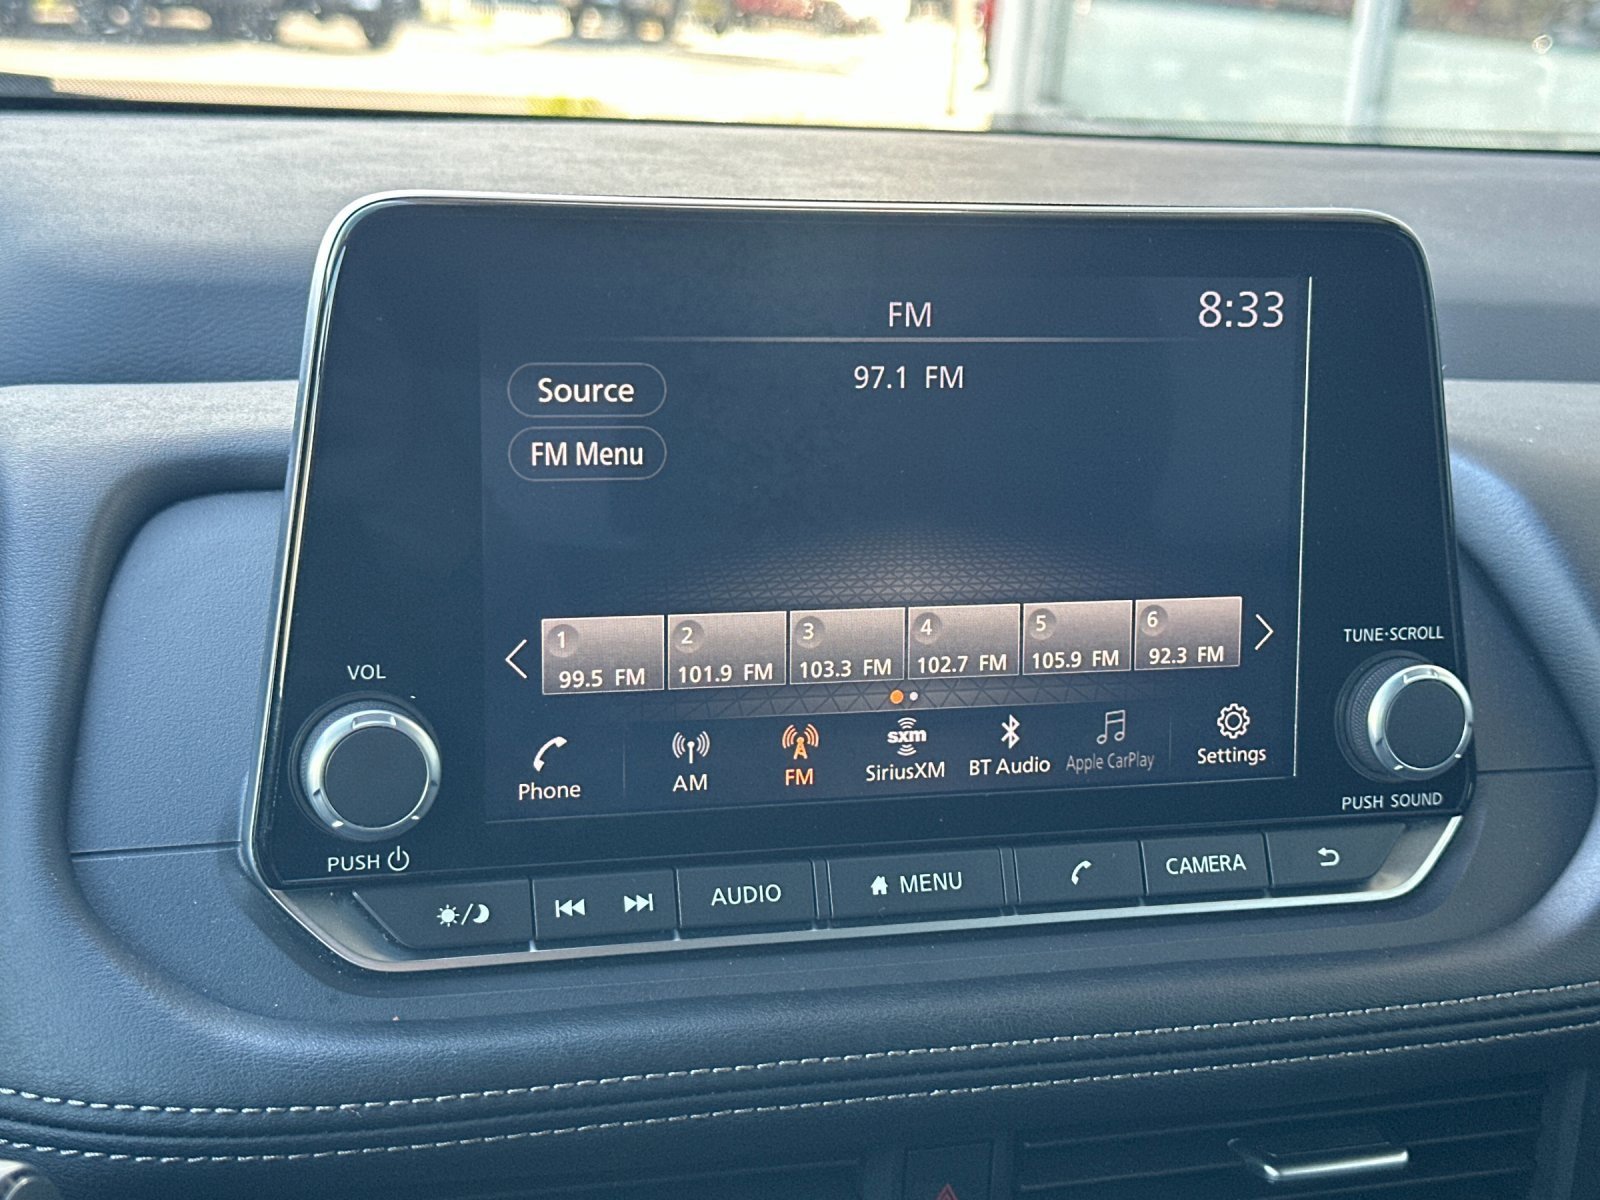 FM
8:33
97.1 FM
Source
FM Menu
1
99.5 FM
2
101.9 FM
3
103.3 FM
4
102.7 FM
5
105.9 FM
6
92.3 FM
Phone
AM
FM
sxm
SiriusXM
BT Audio
Apple CarPlay
Settings
VOL
PUSH
TUNE·SCROLL
PUSH SOUND
AUDIO
MENU
CAMERA